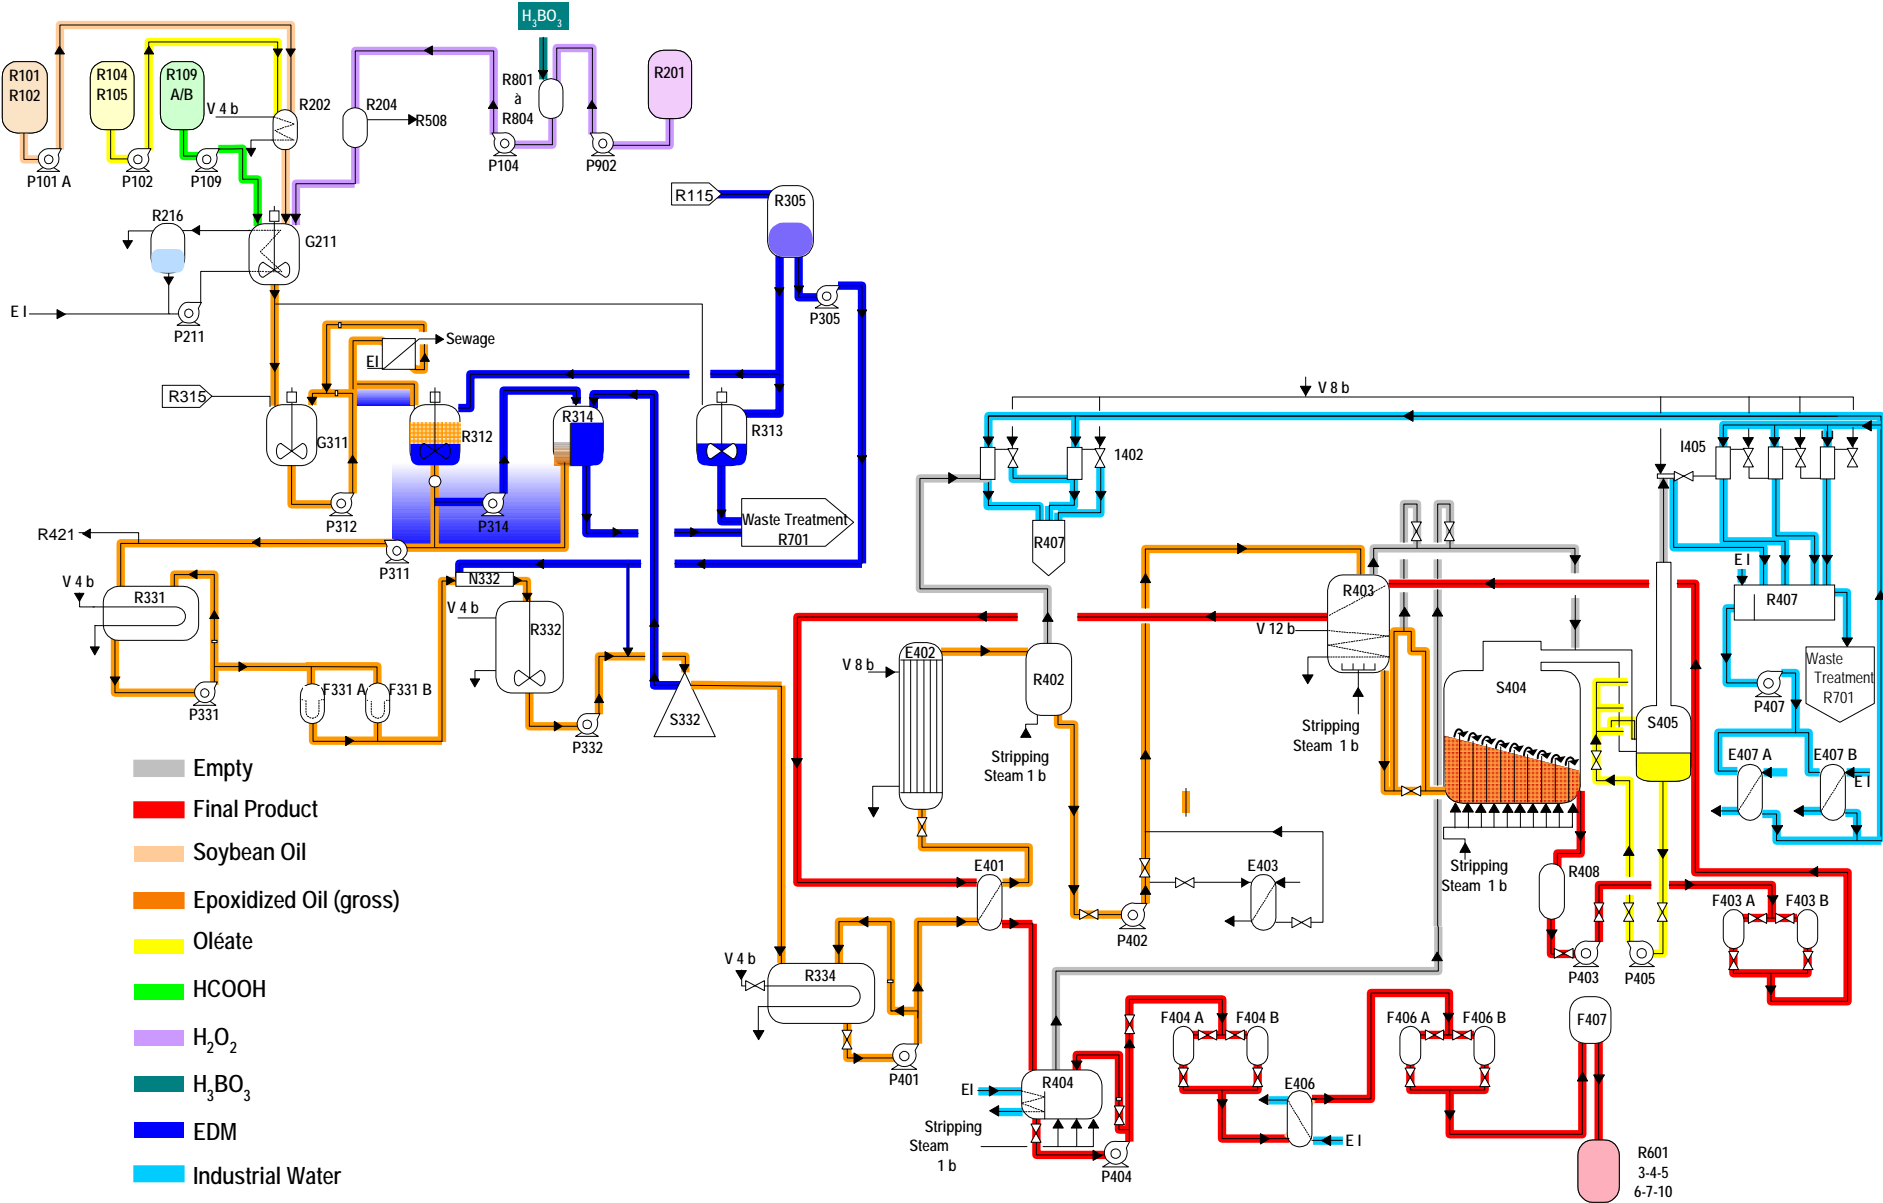 H3BO3
R101
R102
R104
R105
R109
A/B
V 4 b
R202
R204
R508
R801
à
R804
R201
P101 A
P102
P109
P104
P902
R216
G211
E I
P211
R115
R305
P305
Sewage
EI
R315
G311
R312
R314
R313
P312
P314
Waste Treatment
R701
R421
P311
V 4 b
R331
N332
V 4 b
R332
F331 A
F331 B
P331
P332
S332
Empty
Final Product
Soybean Oil
Epoxidized Oil (gross)
Oléate
HCOOH
H2O2
H3BO3
EDM
Industrial Water
V 8 b
1402
I405
R407
R403
V 12 b
Stripping
Steam 1 b
E402
V 8 b
R402
Stripping
Steam 1 b
S404
S405
E I
R407
Waste
Treatment
R701
P407
E407 A
E407 B
E I
Stripping
Steam 1 b
R408
E401
E403
P402
P403
P405
F403 A
F403 B
V 4 b
R334
P401
R404
EI
Stripping
Steam
1 b
P404
F404 A
F404 B
E406
E I
F406 A
F406 B
F407
R601
3-4-5
6-7-10